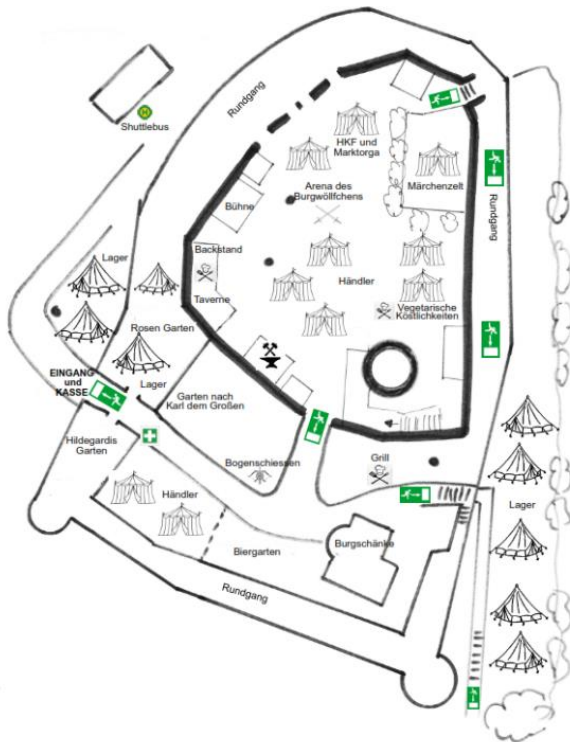 Rundgang
H
Shuttlebus
HKF und
Marktorga
Märchenzelt
Arena des
Burgwölffchens
Rundgang
Bühne
Backstand
Lager
Händler
Taverne
Vegetarische
Köstlichkeiten
Rosen Garten
EINGANG
und
KASSE
Lager
Garten nach
Karl dem Großen
Hildegardis
Garten
Bogenschiessen
Grill
Händler
Lager
Biergarten
Burgschänke
Rundgang